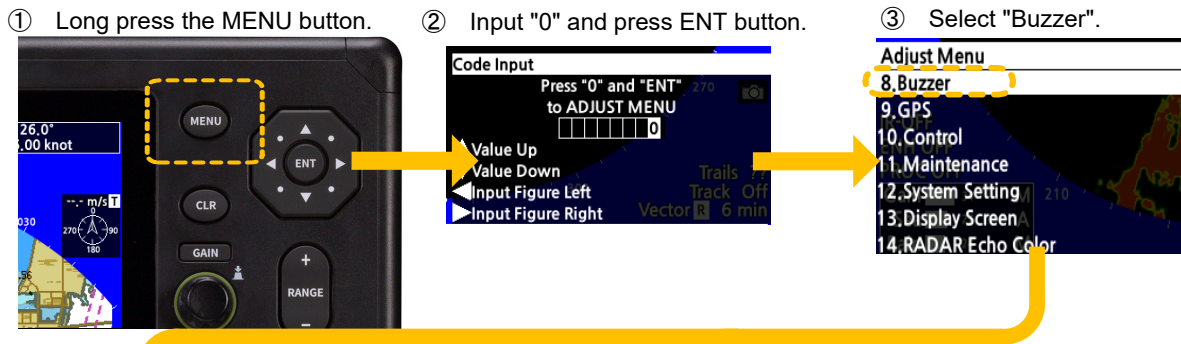 ① Long press the MENU button.
② Input "0" and press ENT button.
③ Select "Buzzer".
MENU
ENT
CLR
GAIN
+
RANGE
−
26.0°
.00 knot
--.- m/s T
0
270 90
180
030
.56
Code Input
Press "0" and "ENT"
to ADJUST MENU
0
Value Up
Value Down
Input Figure Left
Input Figure Right
270
Trails ??
Track Off
Vector R 6 min
Adjust Menu
8.Buzzer
9.GPS
10.Control
11.Maintenance
12.System Setting
13.Display Screen
14.RADAR Echo Color
210